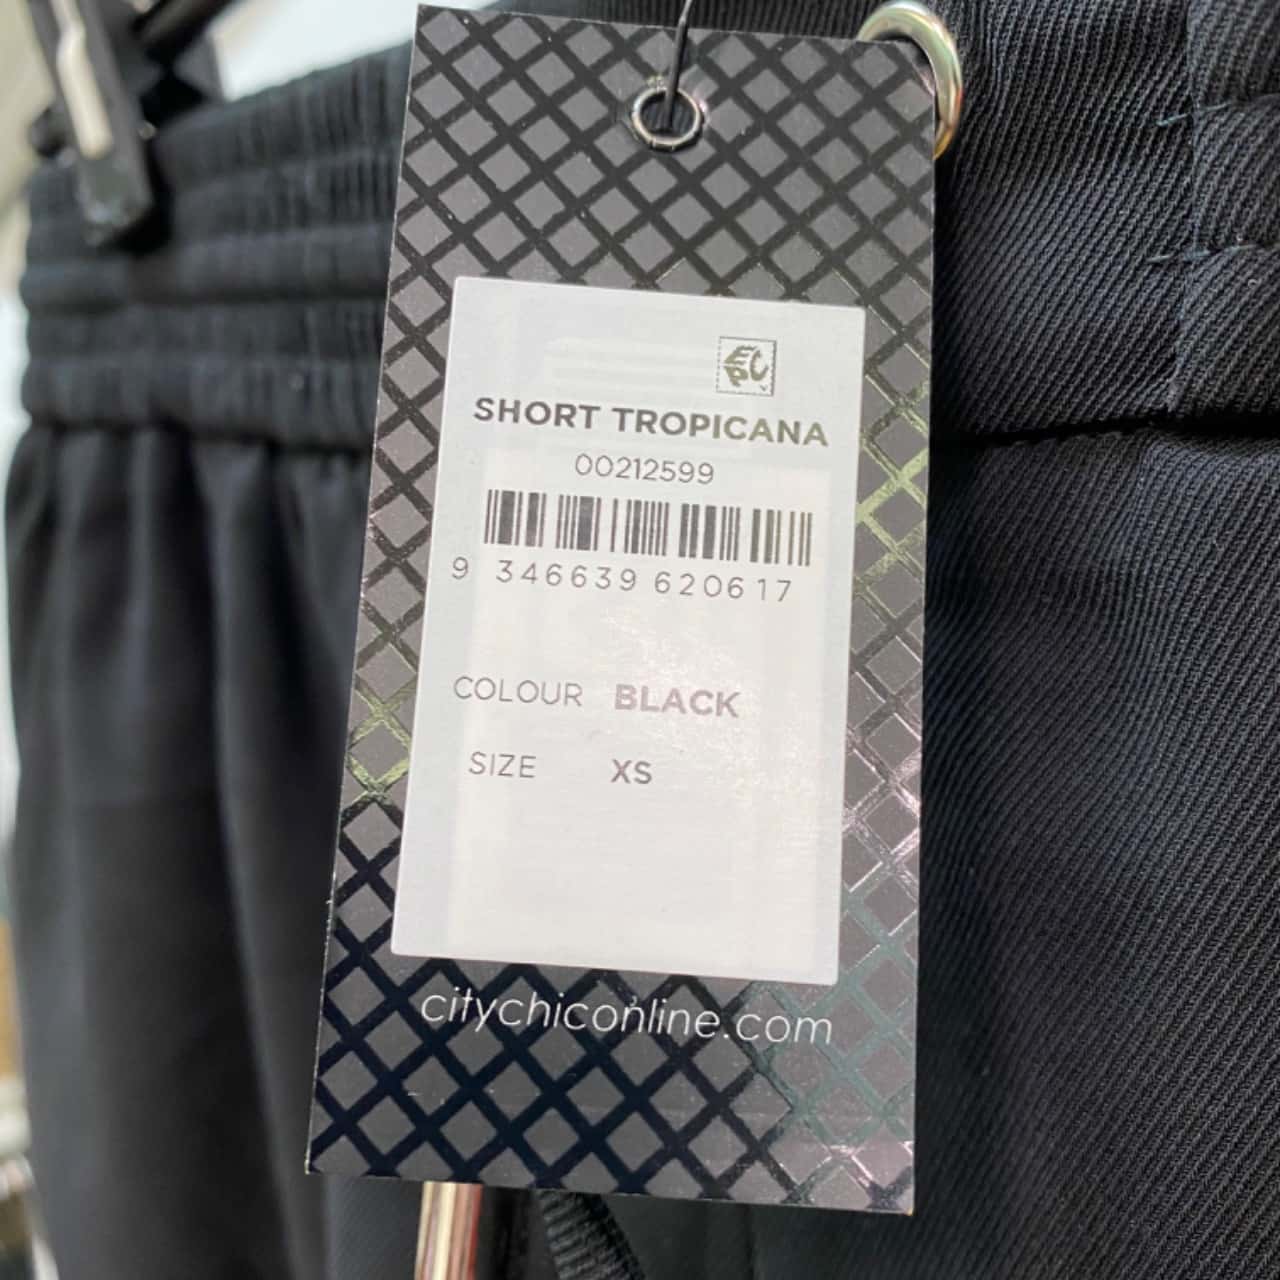 SHORT TROPICANA
00212599
9 346639 620617
COLOUR BLACK
SIZE XS
citychiconline.com